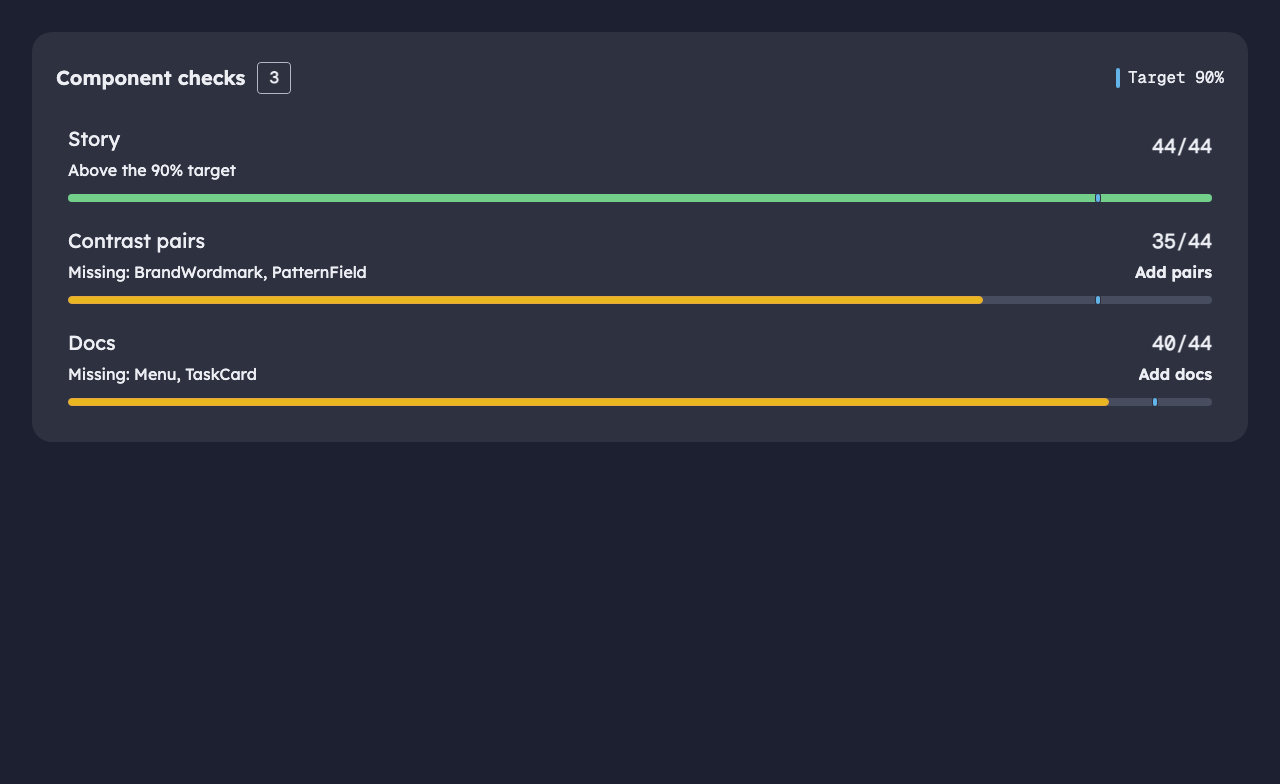 Component checks 3
Target 90%
Story
44/44
Above the 90% target
Contrast pairs
35/44
Missing: BrandWordmark, PatternField
Add pairs
Docs
40/44
Missing: Menu, TaskCard
Add docs